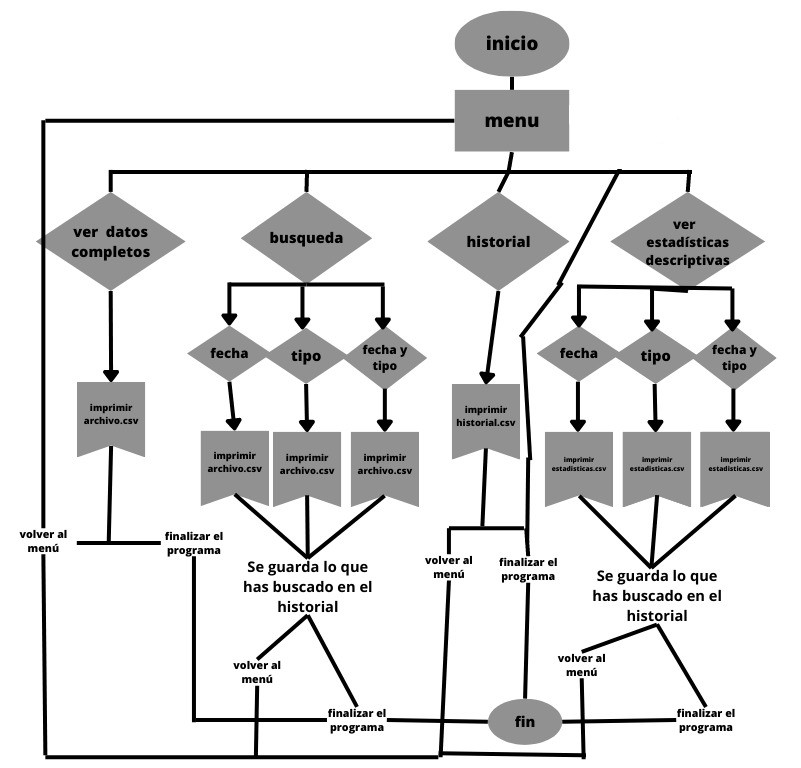 inicio
menu
ver datos
completos
busqueda
historial
ver
estadísticas
descriptivas
fecha
tipo
fecha y
tipo
fecha
tipo
fecha y
tipo
imprimir
archivo.csv
imprimir
historial.csv
imprimir
archivo.csv
imprimir
archivo.csv
imprimir
archivo.csv
imprimir
estadisticas.csv
imprimir
estadisticas.csv
imprimir
estadisticas.csv
volver al
menú
finalizar el
programa
Se guarda lo que
has buscado en el
historial
volver al
menú
finalizar el
programa
Se guarda lo que
has buscado en el
historial
volver al
menú
finalizar el
programa
fin
volver al
menú
finalizar el
programa